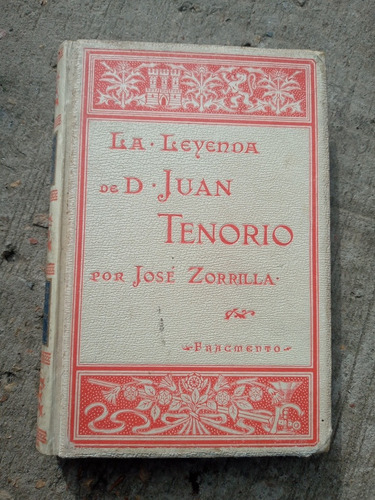 La · Leyenda
de D · Juan
Tenorio
por José Zorrilla ·
Fragmento